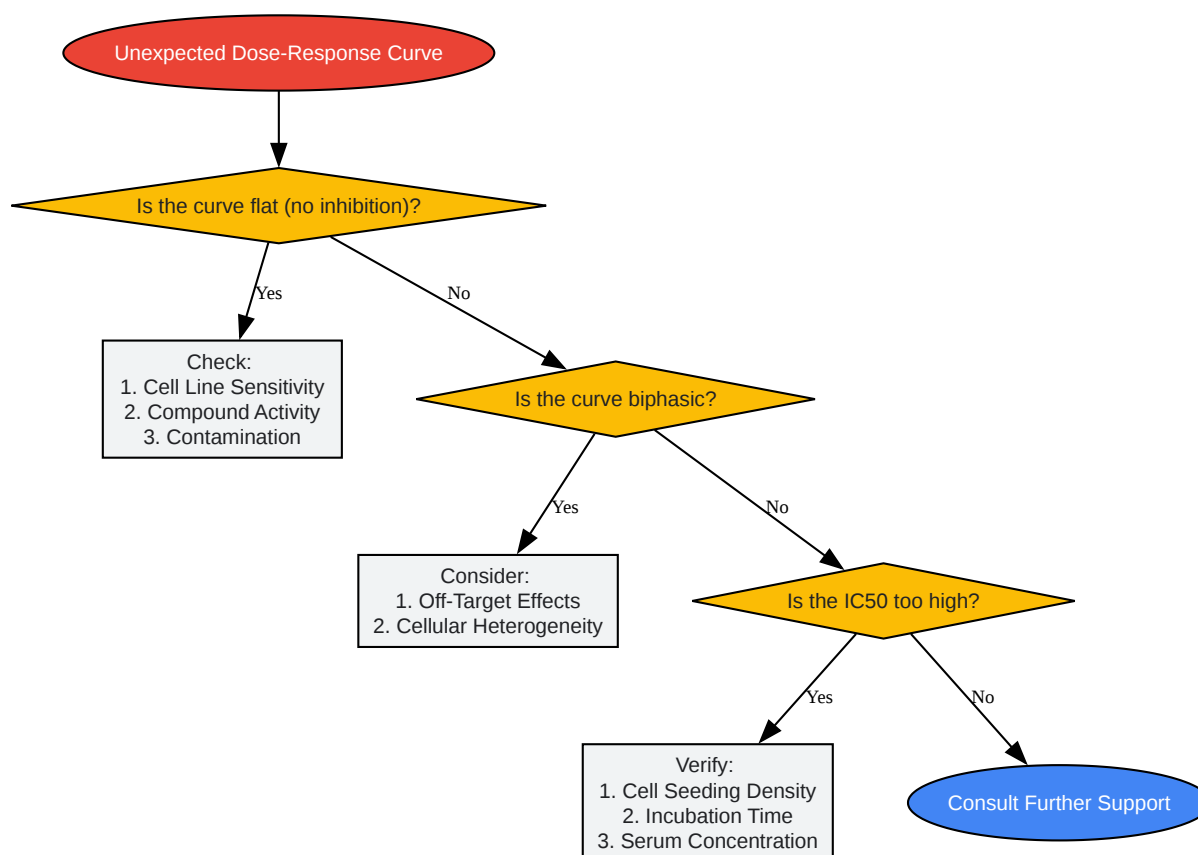 Unexpected Dose-Response Curve
Is the curve flat (no inhibition)?
Yes
No
Check:
1. Cell Line Sensitivity
2. Compound Activity
3. Contamination
Is the curve biphasic?
Yes
No
Consider:
1. Off-Target Effects
2. Cellular Heterogeneity
Is the IC50 too high?
Yes
No
Verify:
1. Cell Seeding Density
2. Incubation Time
3. Serum Concentration
Consult Further Support